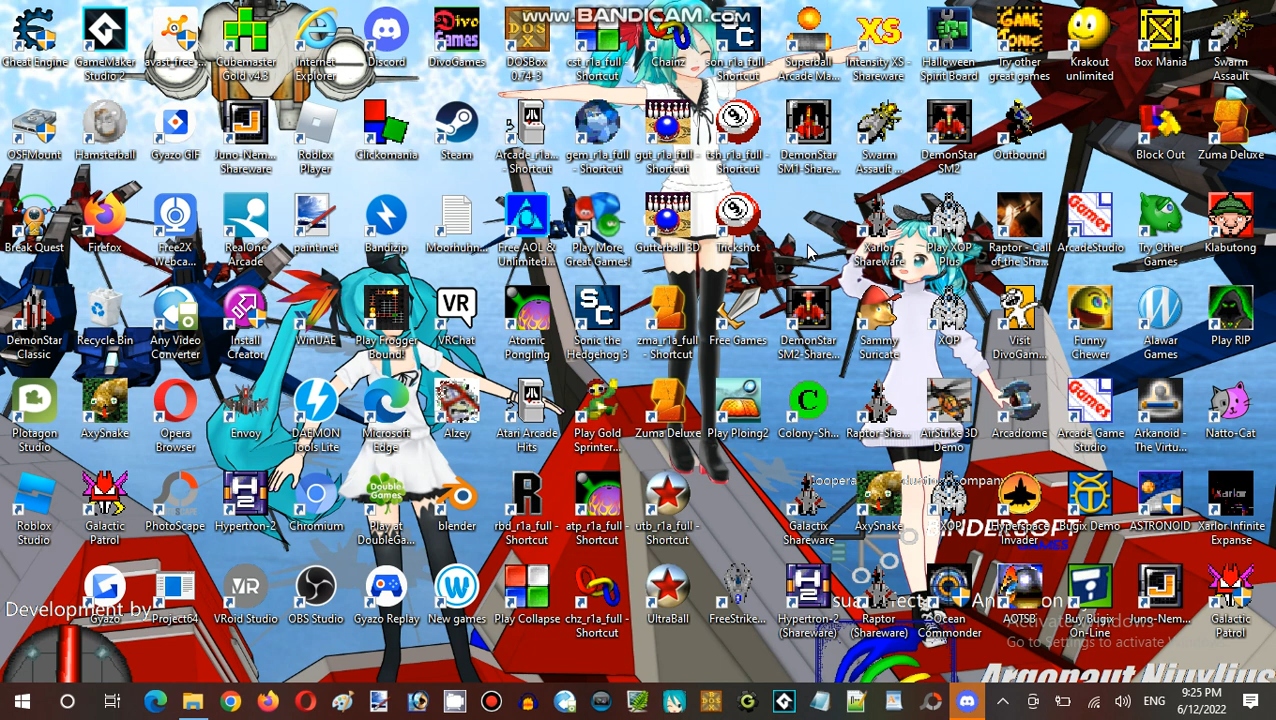 www.BANDICAM.com
Cheat Engine
GameMaker Studio 2
avast_free_...
Cubemaster Gold v4.3
Internet Explorer
Discord
DivoGames
DOSBox 0.74-3
cst_r1a_full - Shortcut
Chainz
son_r1a_full - Shortcut
Superball Arcade Ma...
Intensity XS - Shareware
Halloween Spirit Board
Try other great games
Krakout unlimited
Box Mania
Swarm Assault
OSFMount
Hamsterball
Gyazo GIF
Juno-Nem... Shareware
Roblox Player
Clickomania
Steam
Arcade_r1a... - Shortcut
gem_r1a_full - Shortcut
gut_r1a_full - Shortcut
tsh_r1a_full - Shortcut
DemonStar SM1-Share...
Swarm Assault ...
DemonStar SM2
Outbound
Block Out
Zuma Deluxe
Break Quest
Firefox
Free2X Webca...
RealOne Arcade
paint.net
Bandizip
Moorhuhn...
Free AOL & Unlimited...
Play More Great Games!
Gutterball 3D
Trickshot
Xarlor Shareware
Play XOP Plus
Raptor - Call of the Sha...
ArcadeStudio
Try Other Games
Klabutong
DemonStar Classic
Recycle Bin
Any Video Converter
Install Creator
WinUAE
Play Frogger Bound!
VRChat
Atomic Pongling
Sonic the Hedgehog 3
zma_r1a_full - Shortcut
Free Games
DemonStar SM2-Share...
Sammy Suricate
XOP
Visit DivoGam...
Funny Chewer
Alawar Games
Play RIP
Plotagon Studio
AxySnake
Opera Browser
Envoy
DAEMON Tools Lite
Microsoft Edge
Alzey
Atari Arcade Hits
Play Gold Sprinter...
Zuma Deluxe
Play Ploing2
Colony-Sh...
Raptor-Sha...
AirStrike 3D Demo
Arcadrome
Arcade Game Studio
Arkanoid - The Virtu...
Natto-Cat
Roblox Studio
Galactic Patrol
PhotoScape
Hypertron-2
Chromium
Play at DoubleGa...
blender
rbd_r1a_full - Shortcut
atp_r1a_full - Shortcut
utb_r1a_full - Shortcut
Galactix Shareware
AxySnake
XOP
Hyperspace Invader
Bugix Demo
ASTRONOID
Xarlor Infinite Expanse
GAMES
Gyazo
Project64
VRoid Studio
OBS Studio
Gyazo Replay
New games
Play Collapse
chz_r1a_full - Shortcut
UltraBall
FreeStrike...
Hypertron-2 (Shareware)
Raptor (Shareware)
Ocean Commander
AOTSB
Buy Bugix On-Line
Juno-Nem...
Galactic Patrol
Development by
Activate Windows
Go to Settings to activate Windows.
ENG
9:25 PM
6/12/2022